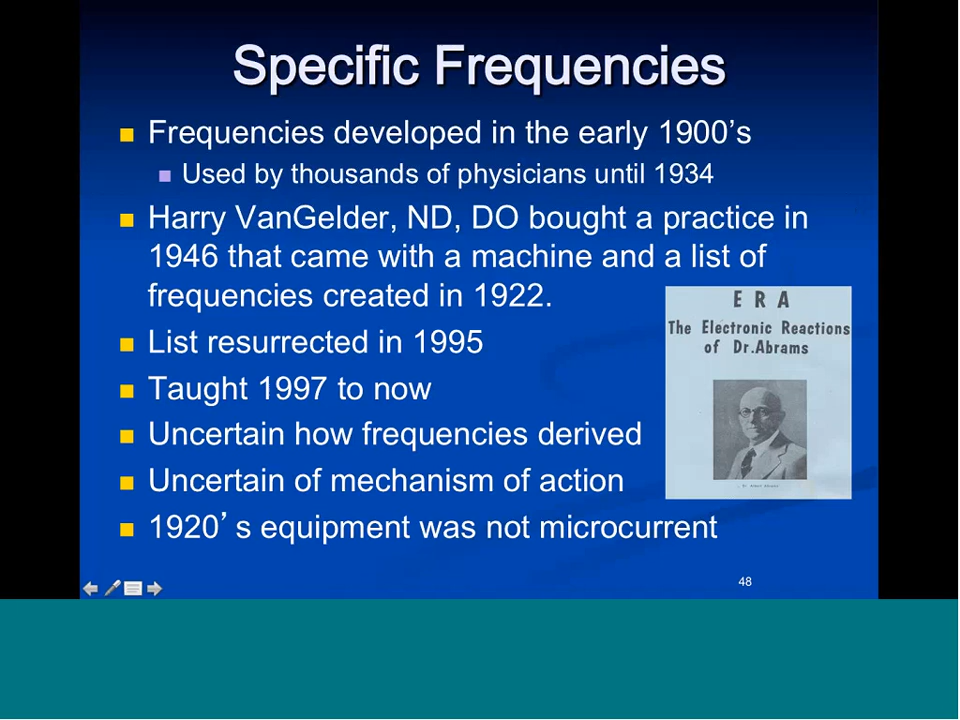 Specific Frequencies
Frequencies developed in the early 1900’s
Used by thousands of physicians until 1934
Harry VanGelder, ND, DO bought a practice in
1946 that came with a machine and a list of
frequencies created in 1922.
E R A
The Electronic Reactions
of Dr.Abrams
List resurrected in 1995
Taught 1997 to now
Uncertain how frequencies derived
Uncertain of mechanism of action
1920’s equipment was not microcurrent
48